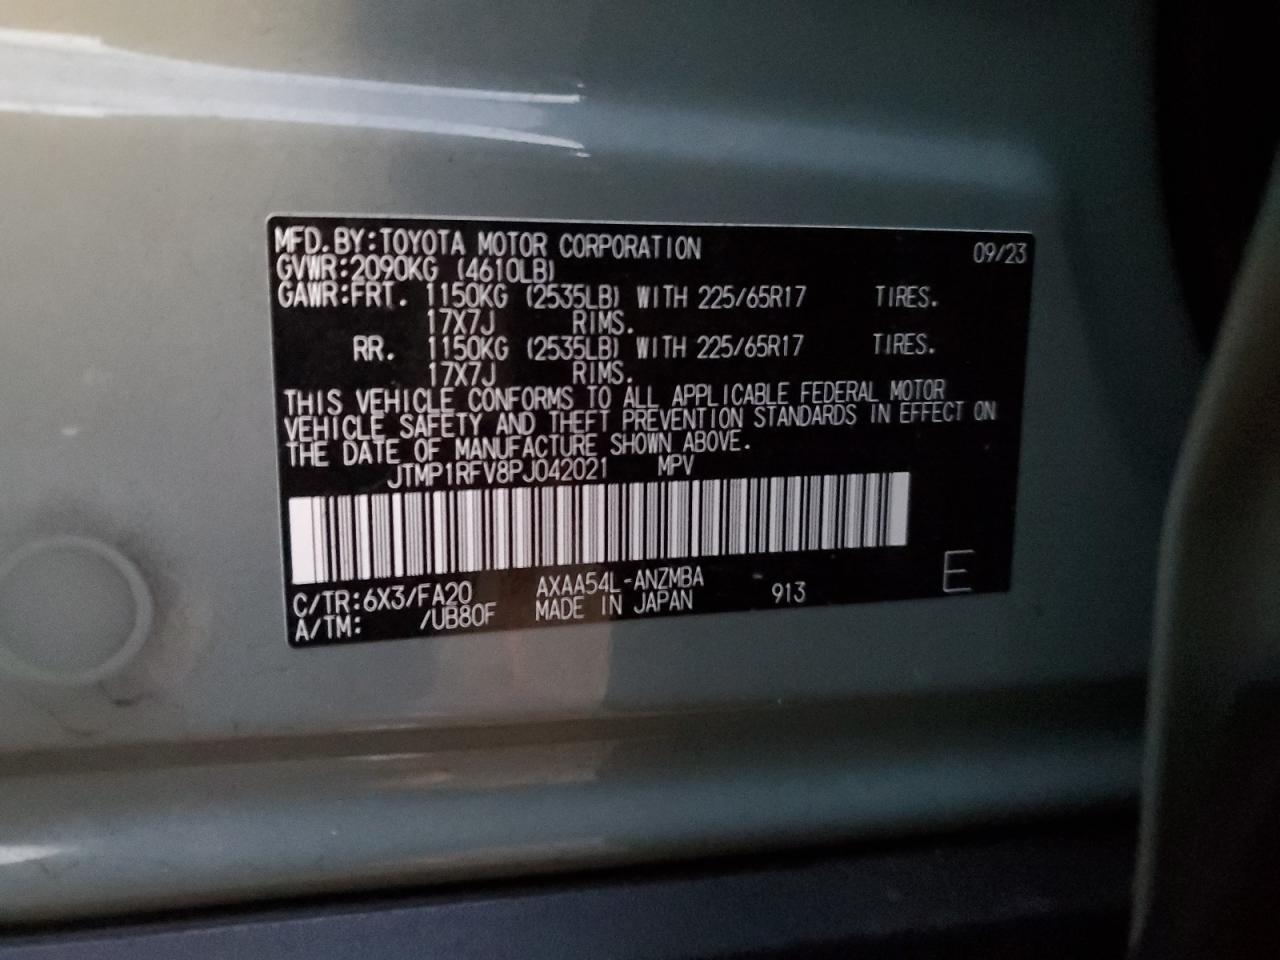 MFD.BY:TOYOTA MOTOR CORPORATION 09/23
GVWR:2090KG (4610LB)
GAWR:FRT. 1150KG (2535LB) WITH 225/65R17 TIRES.
17X7J RIMS.
RR. 1150KG (2535LB) WITH 225/65R17 TIRES.
17X7J RIMS.
THIS VEHICLE CONFORMS TO ALL APPLICABLE FEDERAL MOTOR
VEHICLE SAFETY AND THEFT PREVENTION STANDARDS IN EFFECT ON
THE DATE OF MANUFACTURE SHOWN ABOVE.
JTMP1RFV8PJ042021 MPV
C/TR:6X3/FA20 AXAA54L-ANZMBA 913 E
A/TM: /UB80F MADE IN JAPAN